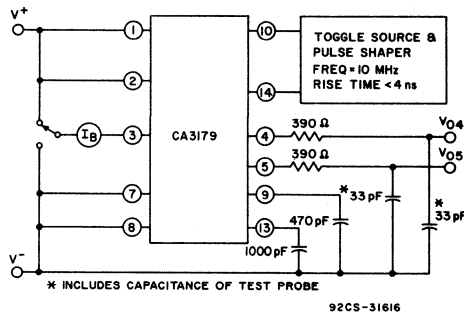 V+
1
10
TOGGLE SOURCE &
PULSE SHAPER
FREQ = 10 MHz
RISE TIME < 4 ns
2
14
390 Ω
V04
IB
3
CA3179
4
390 Ω
V05
5
7
9
*
33 pF
*
33 pF
470 pF
8
13
1000 pF
V-
* INCLUDES CAPACITANCE OF TEST PROBE
92CS-31616